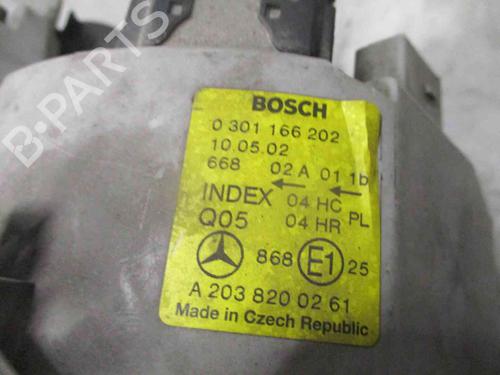 B-PARTS
BOSCH
0 301 166 202
10.05.02
668 02 A 01 1b
INDEX 04 HC PL
Q05 04 HR
868 E1 25
A 203 820 02 61
Made in Czech Republic